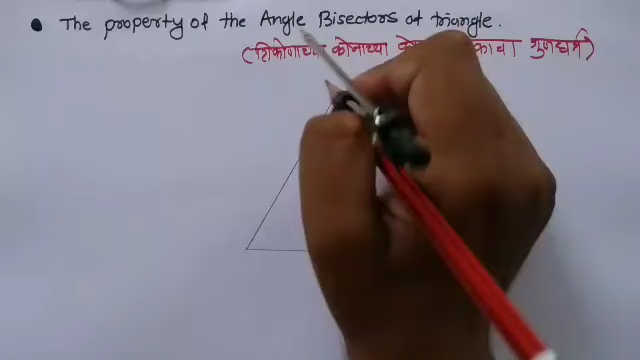 The property of the Angle Bisectors of triangle.
(त्रिकोणाच्या कोनाच्या गुणधर्म)